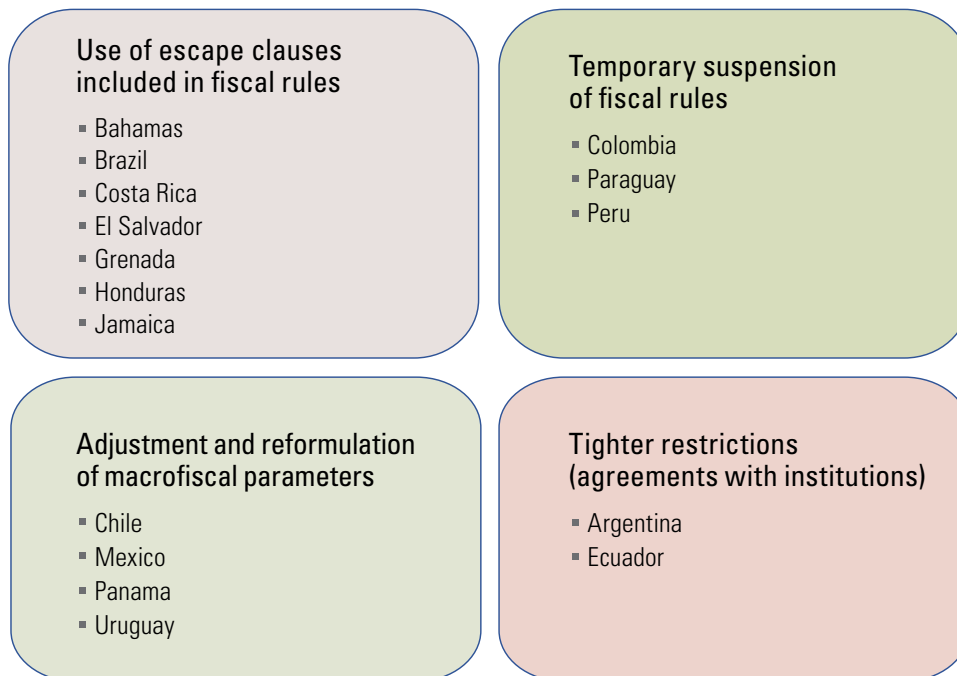 Use of escape clauses
included in fiscal rules
▪ Bahamas
▪ Brazil
▪ Costa Rica
▪ El Salvador
▪ Grenada
▪ Honduras
▪ Jamaica
Temporary suspension
of fiscal rules
▪ Colombia
▪ Paraguay
▪ Peru
Adjustment and reformulation
of macrofiscal parameters
▪ Chile
▪ Mexico
▪ Panama
▪ Uruguay
Tighter restrictions
(agreements with institutions)
▪ Argentina
▪ Ecuador